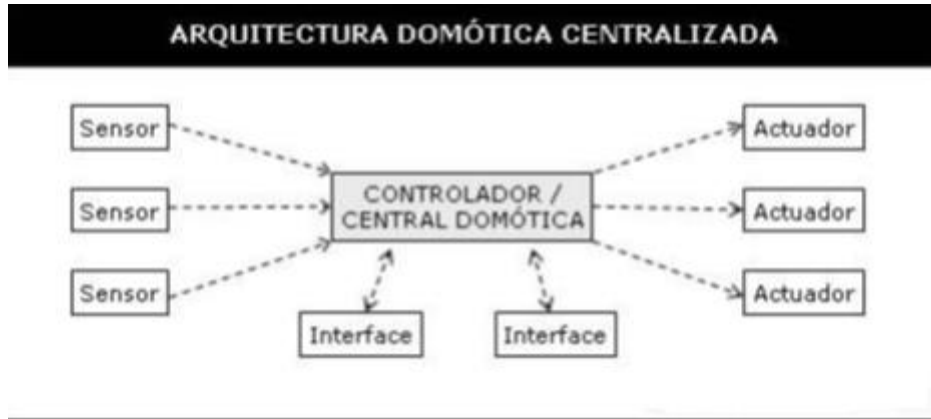 ARQUITECTURA DOMÓTICA CENTRALIZADA
Sensor
Actuador
CONTROLADOR /
CENTRAL DOMÓTICA
Sensor
Actuador
Sensor
Actuador
Interface
Interface